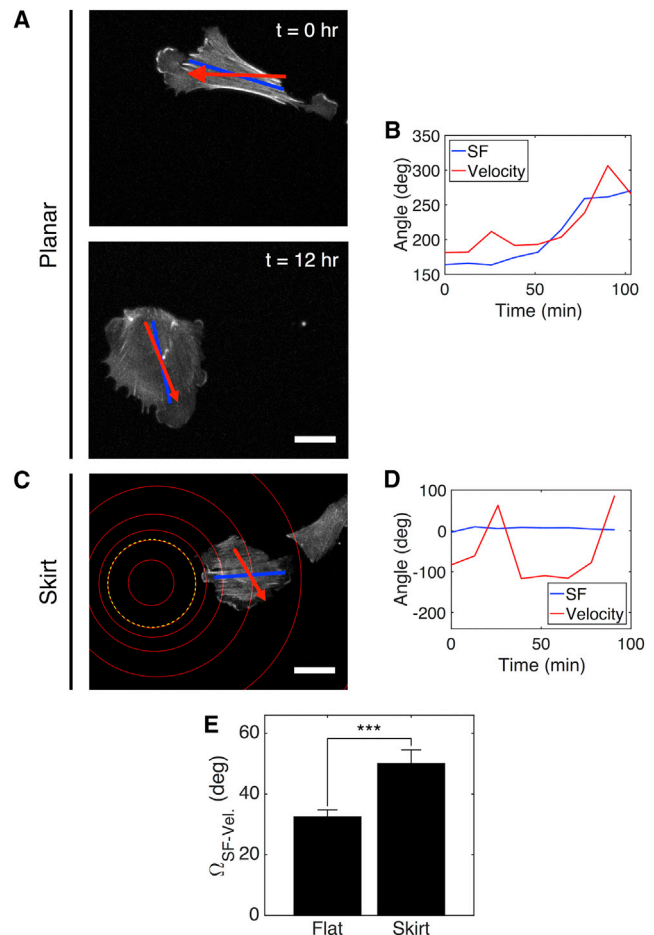 A
Planar
t = 0 hr
t = 12 hr
B
Angle (deg)
350
300
250
200
150
SF
Velocity
0
50
100
Time (min)
C
Skirt
D
Angle (deg)
100
0
-100
-200
SF
Velocity
0
50
100
Time (min)
E
Ω SF-Vel. (deg)
60
40
20
0
***
Flat
Skirt